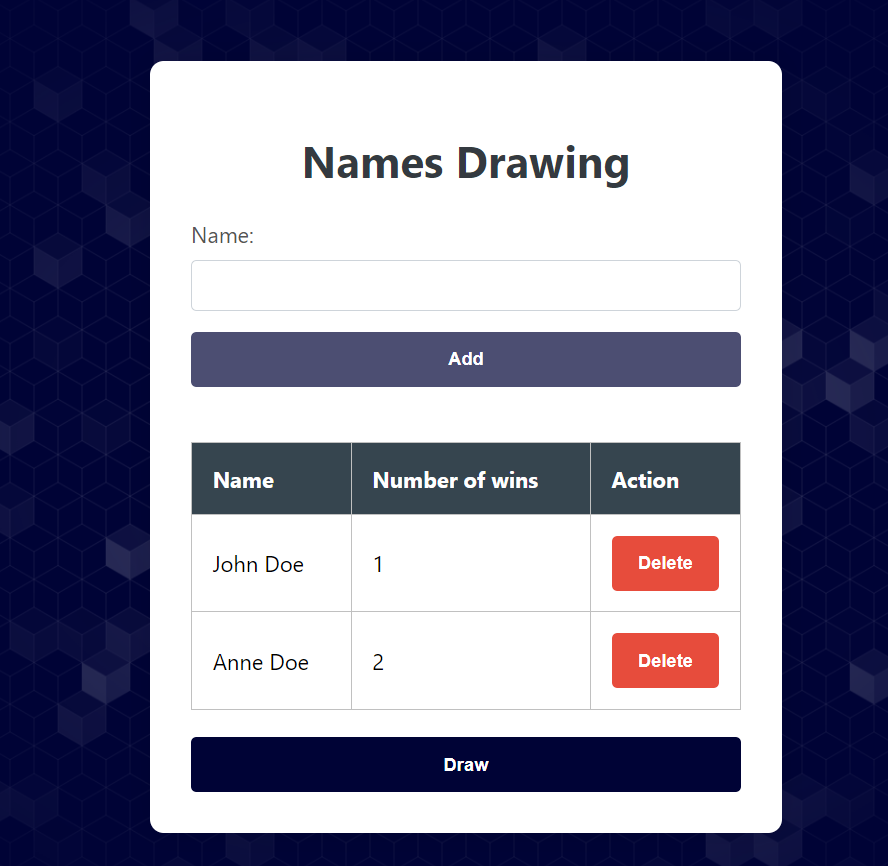 Names Drawing
Name:
Add
Name Number of wins Action
John Doe 1 Delete
Anne Doe 2 Delete
Draw